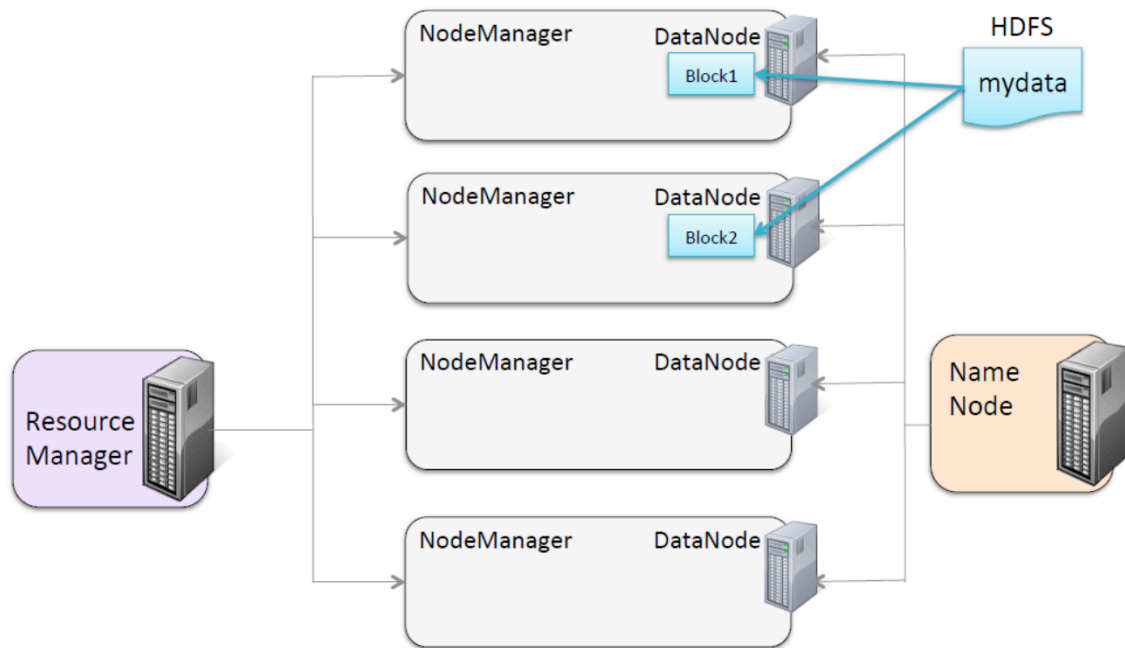 NodeManager
DataNode
Block1
HDFS
mydata
NodeManager
DataNode
Block2
NodeManager
DataNode
Resource
Manager
Name
Node
NodeManager
DataNode